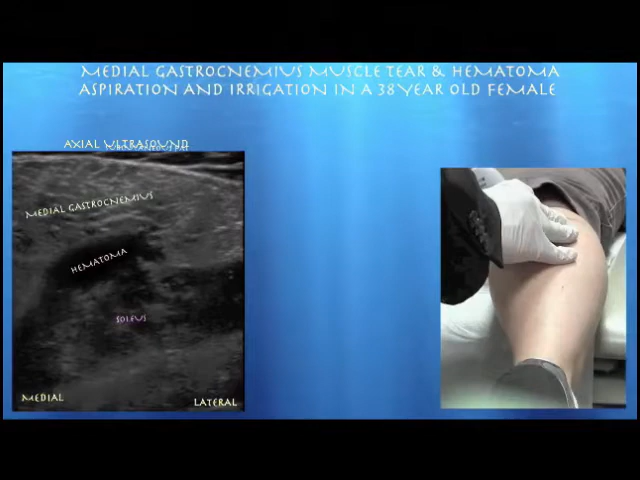 MEDIAL GASTROCNEMIUS MUSCLE TEAR & HEMATOMA
ASPIRATION AND IRRIGATION IN A 38 YEAR OLD FEMALE
AXIAL ULTRASOUND
MEDIAL GASTROCNEMIUS
HEMATOMA
SOLEUS
MEDIAL
LATERAL